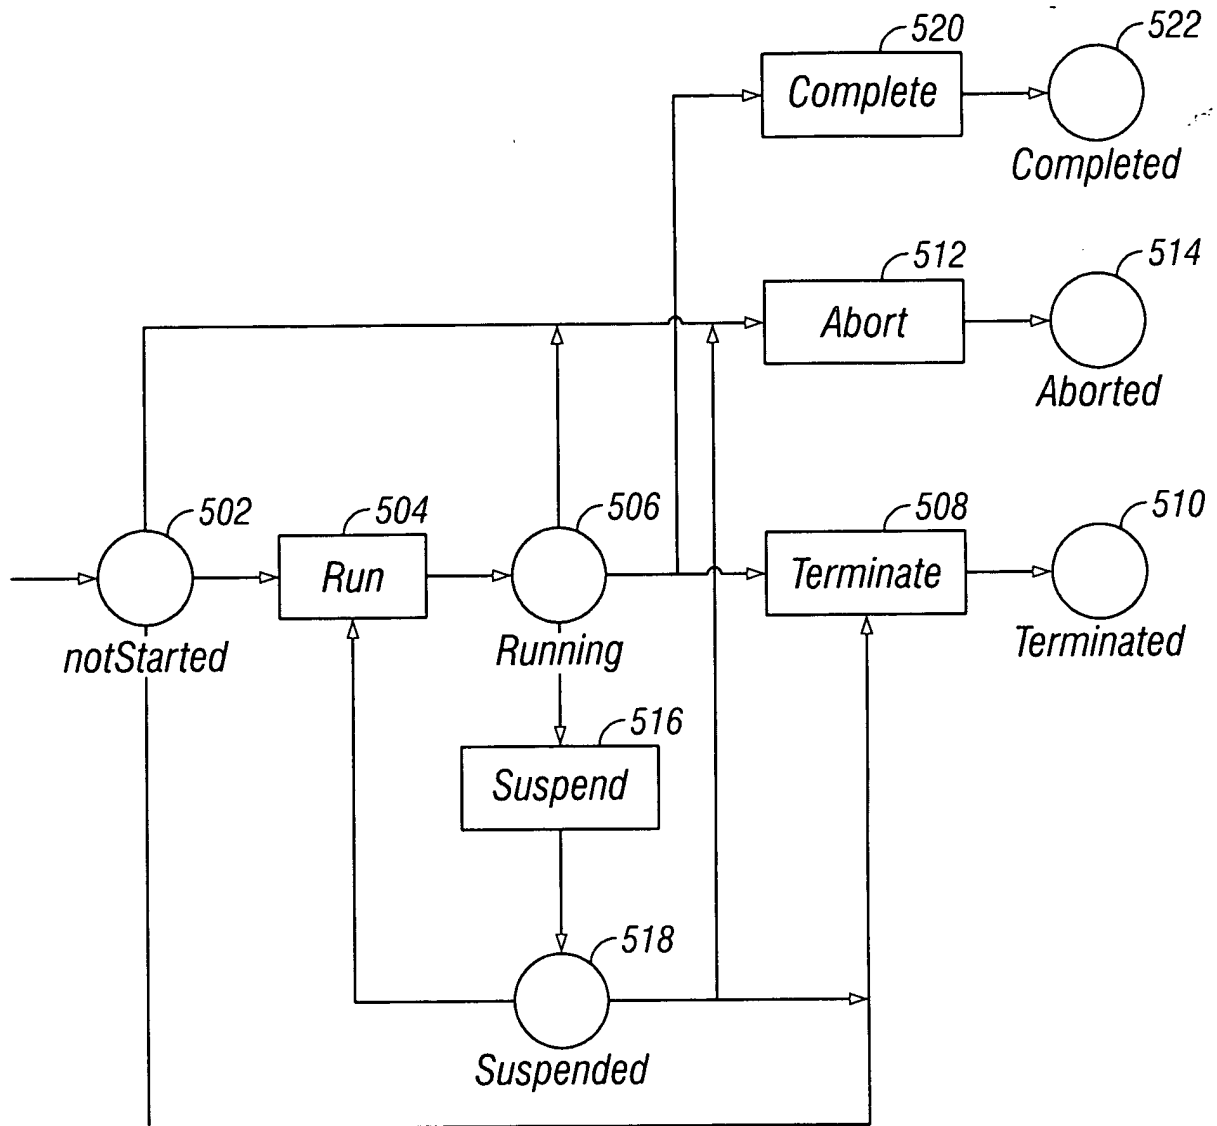 520
522
Complete
Completed
512
514
Abort
Aborted
502
504
506
508
510
Run
Terminate
notStarted
Running
Terminated
516
Suspend
518
Suspended